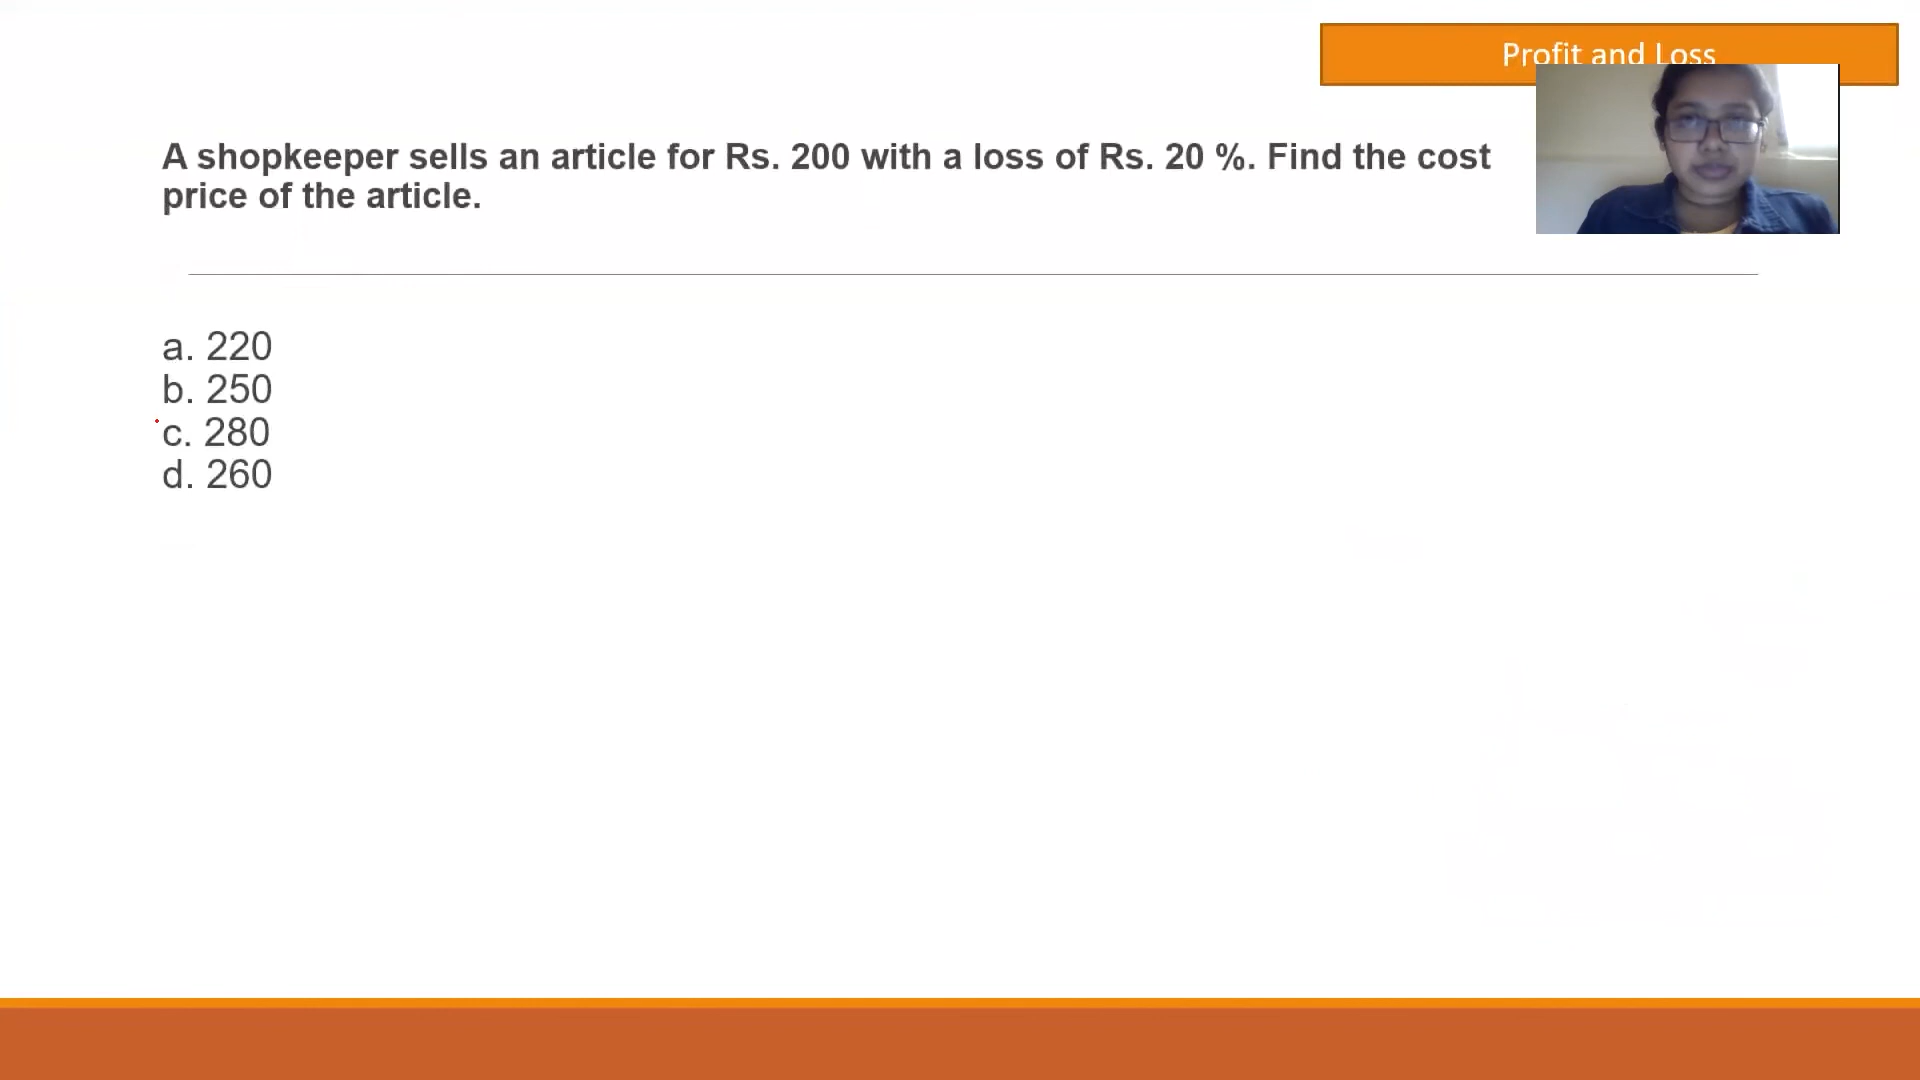 Profit and Loss
A shopkeeper sells an article for Rs. 200 with a loss of Rs. 20 %. Find the cost
price of the article.
a. 220
b. 250
c. 280
d. 260